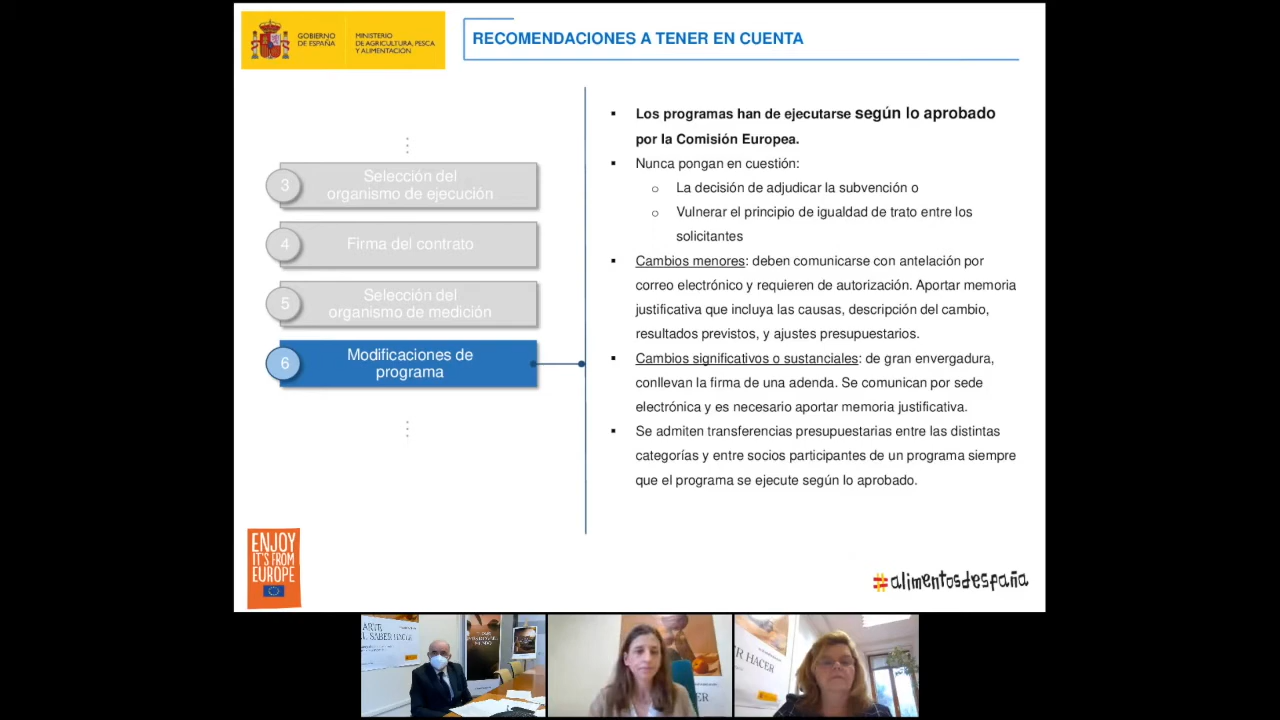 GOBIERNO
DE ESPAÑA
MINISTERIO
DE AGRICULTURA, PESCA
Y ALIMENTACIÓN
RECOMENDACIONES A TENER EN CUENTA
3
Selección del
organismo de ejecución
4
Firma del contrato
5
Selección del
organismo de medición
6
Modificaciones de
programa
▪ Los programas han de ejecutarse según lo aprobado
por la Comisión Europea.
▪ Nunca pongan en cuestión:
o La decisión de adjudicar la subvención o
o Vulnerar el principio de igualdad de trato entre los
solicitantes
▪ Cambios menores: deben comunicarse con antelación por
correo electrónico y requieren de autorización. Aportar memoria
justificativa que incluya las causas, descripción del cambio,
resultados previstos, y ajustes presupuestarios.
▪ Cambios significativos o sustanciales: de gran envergadura,
conllevan la firma de una adenda. Se comunican por sede
electrónica y es necesario aportar memoria justificativa.
▪ Se admiten transferencias presupuestarias entre las distintas
categorías y entre socios participantes de un programa siempre
que el programa se ejecute según lo aprobado.
ENJOY
IT'S FROM
EUROPE
#alimentosdespaña
SABER HACER
HACER